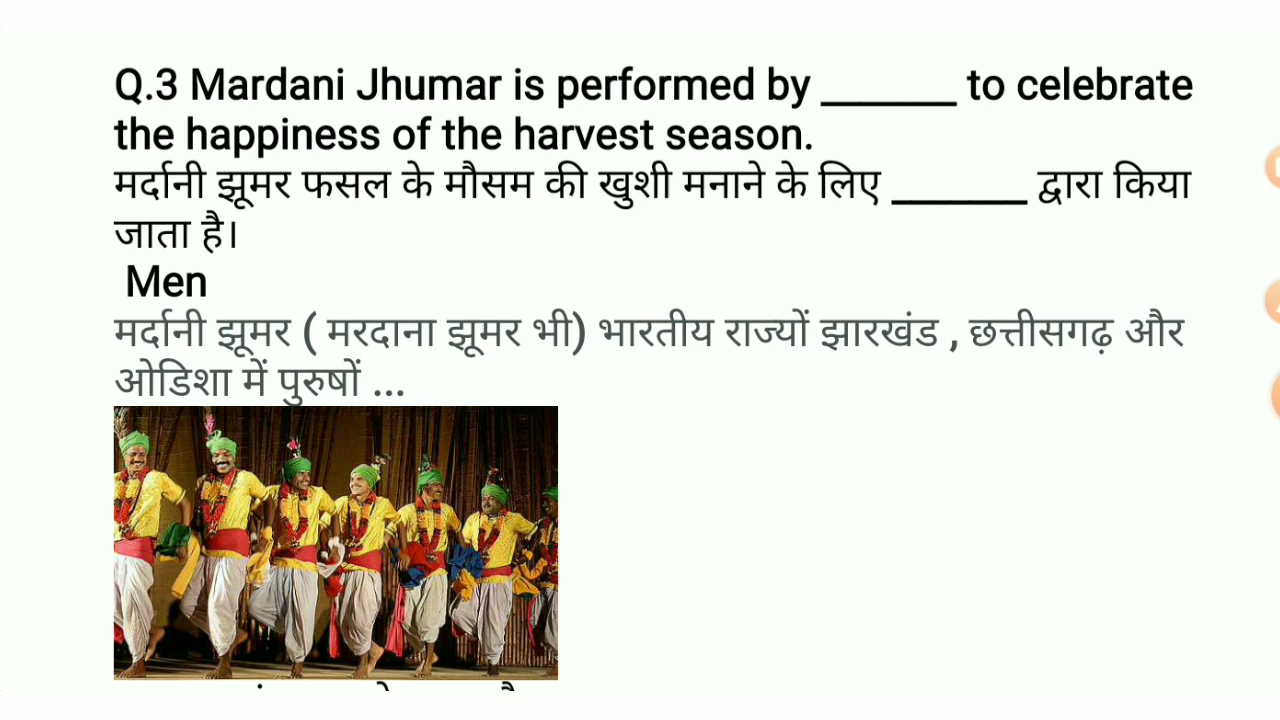 Q.3 Mardani Jhumar is performed by _______ to celebrate
the happiness of the harvest season.
मर्दानी झूमर फसल के मौसम की खुशी मनाने के लिए _______ द्वारा किया
जाता है।
Men
मर्दानी झूमर ( मरदाना झूमर भी) भारतीय राज्यों झारखंड , छत्तीसगढ़ और
ओडिशा में पुरुषों ...